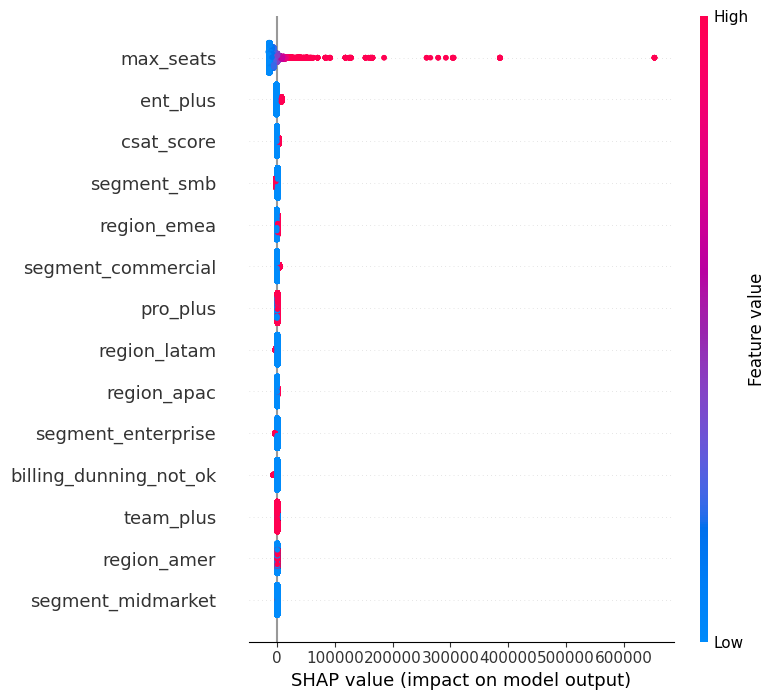 High
max_seats
ent_plus
csat_score
segment_smb
region_emea
segment_commercial
pro_plus
region_latam
region_apac
segment_enterprise
billing_dunning_not_ok
team_plus
region_amer
segment_midmarket
Feature value
Low
0 100000 200000 300000 400000 500000 600000
SHAP value (impact on model output)